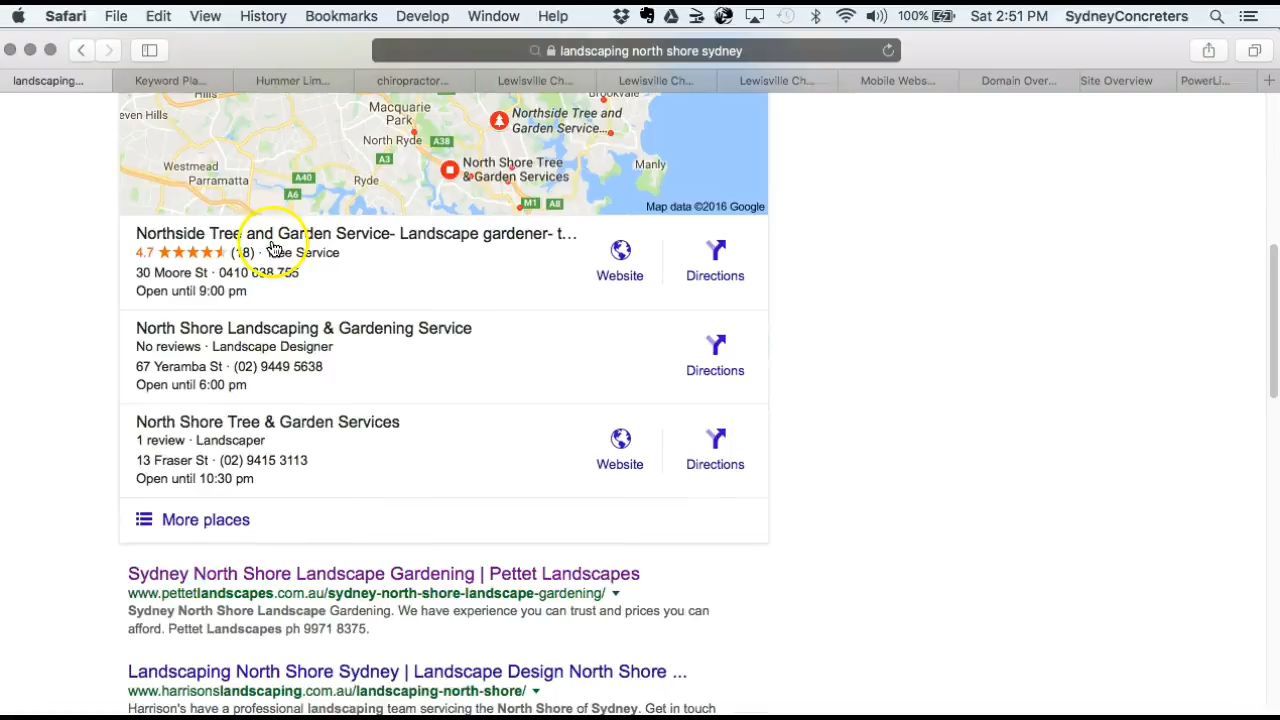 Safari File Edit View History Bookmarks Develop Window Help 100% Sat 2:51 PM SydneyConcreters
landscaping north shore sydney
landscaping... Keyword Pla... Hummer Lim... chiropractor... Lewisville Ch... Lewisville Ch... Lewisville Ch... Mobile Webs... Domain Over... Site Overview PowerLi...
Hills
Brookvale
Macquarie
Park
Northside Tree and
Garden Service...
even Hills
North Ryde A38
A3
North Shore Tree
& Garden Services
Manly
Westmead
Parramatta
A40
Ryde
A6
M1 A8
Map data ©2016 Google
Northside Tree and Garden Service- Landscape gardener- t...
4.7 (18) · Tree Service
30 Moore St · 0410 638 755
Open until 9:00 pm
Website Directions
North Shore Landscaping & Gardening Service
No reviews · Landscape Designer
67 Yeramba St · (02) 9449 5638
Open until 6:00 pm
Directions
North Shore Tree & Garden Services
1 review · Landscaper
13 Fraser St · (02) 9415 3113
Open until 10:30 pm
Website Directions
More places
Sydney North Shore Landscape Gardening | Pettet Landscapes
www.pettetlandscapes.com.au/sydney-north-shore-landscape-gardening/
Sydney North Shore Landscape Gardening. We have experience you can trust and prices you can
afford. Pettet Landscapes ph 9971 8375.
Landscaping North Shore Sydney | Landscape Design North Shore ...
www.harrisonslandscaping.com.au/landscaping-north-shore/
Harrison's have a professional landscaping team servicing the North Shore of Sydney. Get in touch